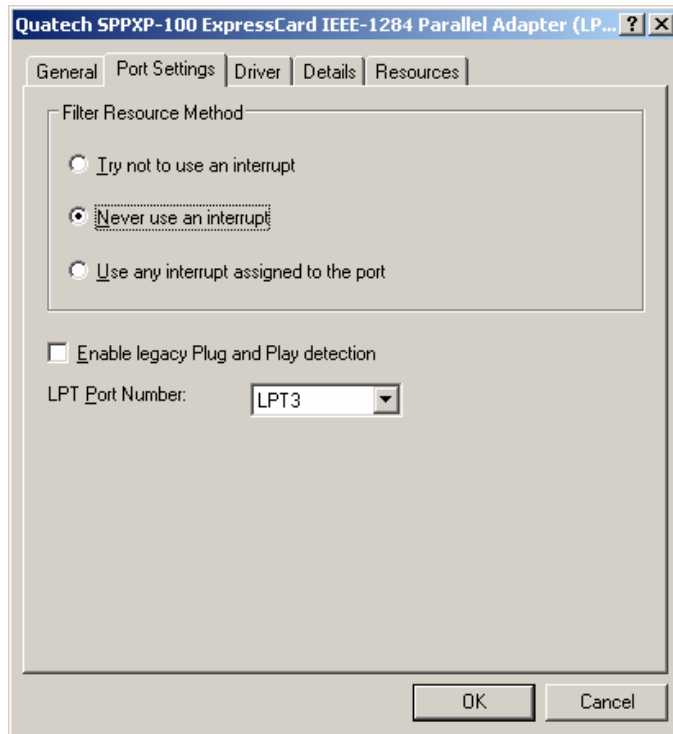 Quatech SPPXP-100 ExpressCard IEEE-1284 Parallel Adapter (LP... ? X
General Port Settings Driver Details Resources
Filter Resource Method
Try not to use an interrupt
Never use an interrupt
Use any interrupt assigned to the port
Enable legacy Plug and Play detection
LPT Port Number: LPT3
OK Cancel